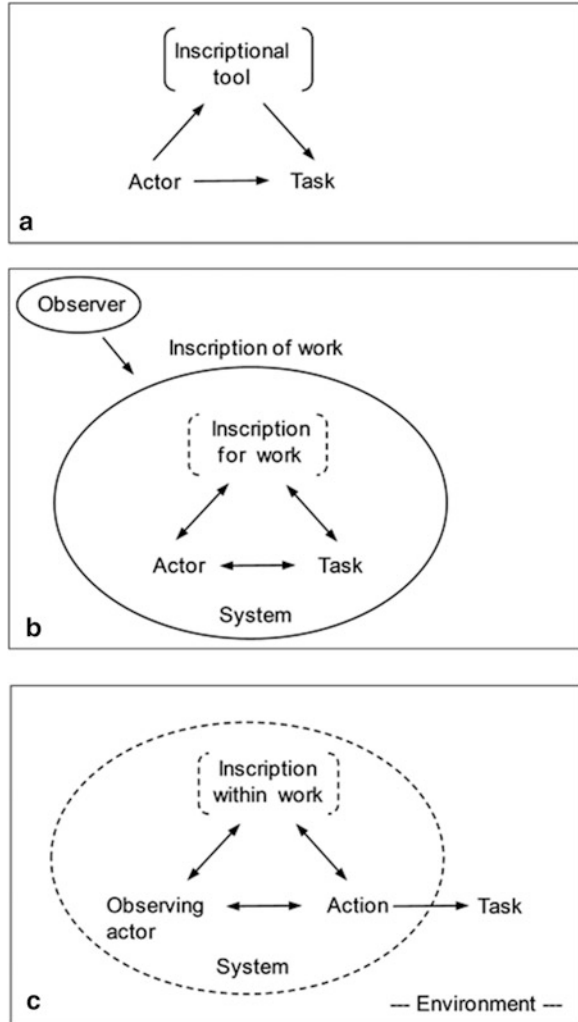 Inscriptional
tool
Actor
Task
a
Observer
Inscription of work
Inscription
for work
Actor
Task
System
b
Inscription
within work
Observing
actor
Action
Task
System
c
--- Environment ---